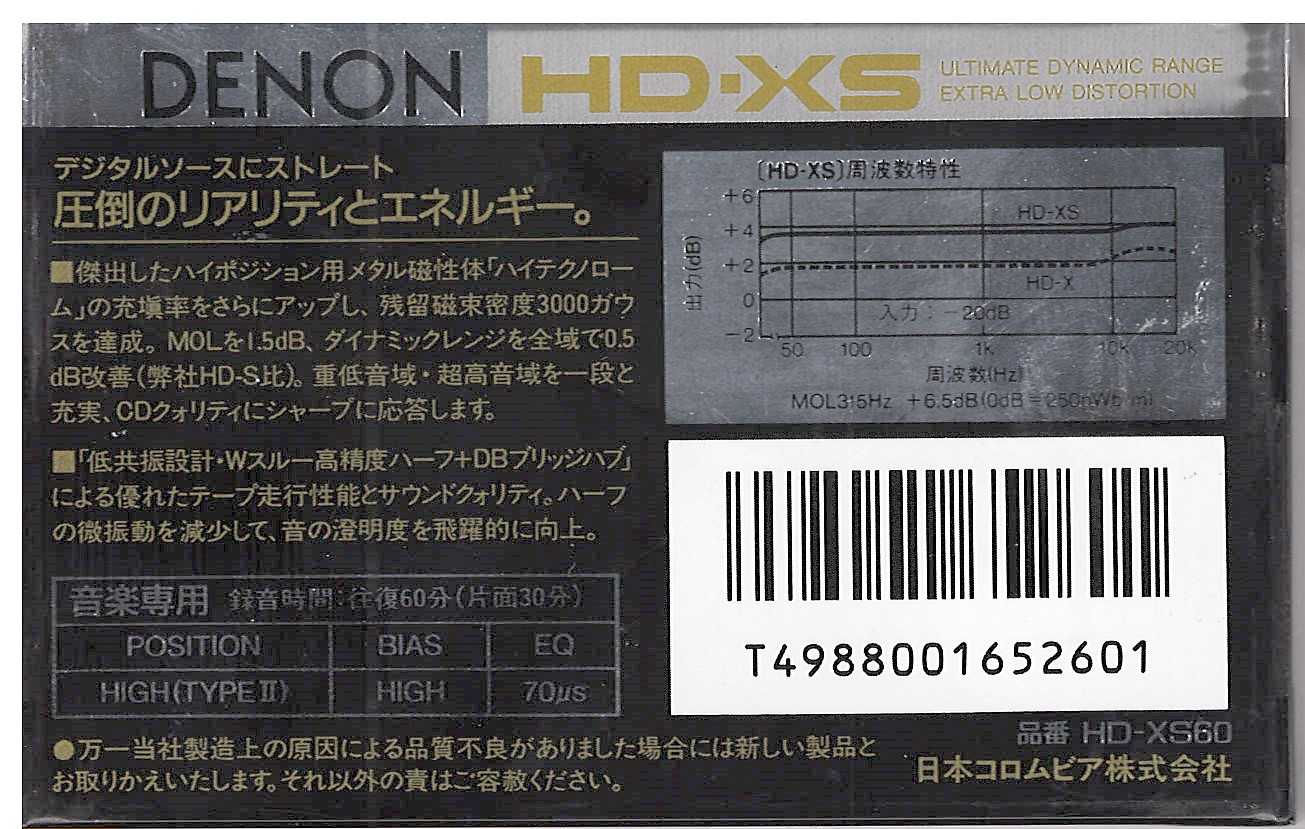 DENON HD·XS ULTIMATE DYNAMIC RANGE
EXTRA LOW DISTORTION
デジタルソースにストレート
圧倒のリアリティとエネルギー。
■傑出したハイポジション用メタル磁性体「ハイテクノロー
ム」の充塡率をさらにアップし、残留磁束密度3000ガウ
スを達成。MOLを1.5dB、ダイナミックレンジを全域で0.5
dB改善(弊社HD-S比)。重低音域・超高音域を一段と
充実、CDクォリティにシャープに応答します。
■「低共振設計・Wスルー高精度ハーフ+DBブリッジハブ」
による優れたテープ走行性能とサウンドクォリティ。ハーフ
の微振動を減少して、音の澄明度を飛躍的に向上。
音楽専用 録音時間:往復60分(片面30分)
POSITION BIAS EQ
HIGH(TYPEⅡ) HIGH 70μs
●万一当社製造上の原因による品質不良がありました場合には新しい製品と
お取りかえいたします。それ以外の責はご容赦ください。
〔HD-XS〕周波数特性
+6
+4
+2
0
-2
出力(dB)
HD-XS
HD-X
入力:-20dB
50 100 1k 10k 20k
周波数(Hz)
MOL315Hz +6.5dB(0dB=250nWb/m)
T4988001652601
品番 HD-XS60
日本コロムビア株式会社